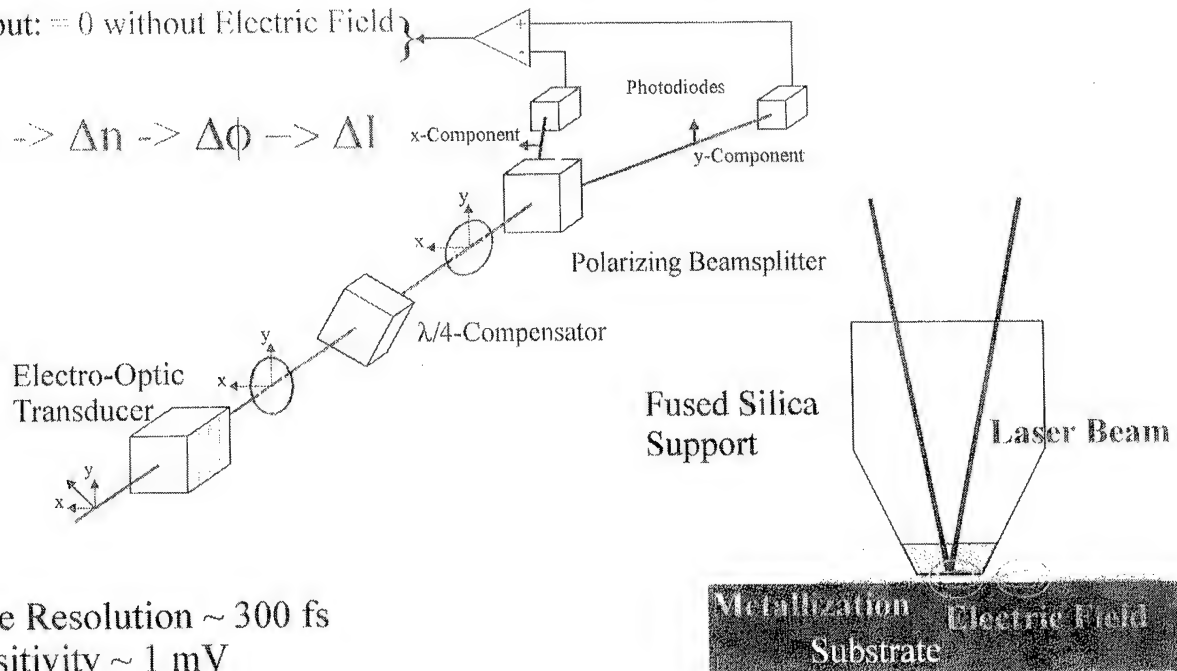 put: = 0 without Electric Field}
-> Δn -> Δϕ —> ΔI
+
-
Photodiodes
x-Component
y-Component
y
x
Polarizing Beamsplitter
λ/4-Compensator
y
x
Electro-Optic
Transducer
y
x
Fused Silica
Support
Laser Beam
e Resolution ~ 300 fs
sitivity ~ 1 mV
Metallization
Electric Field
Substrate